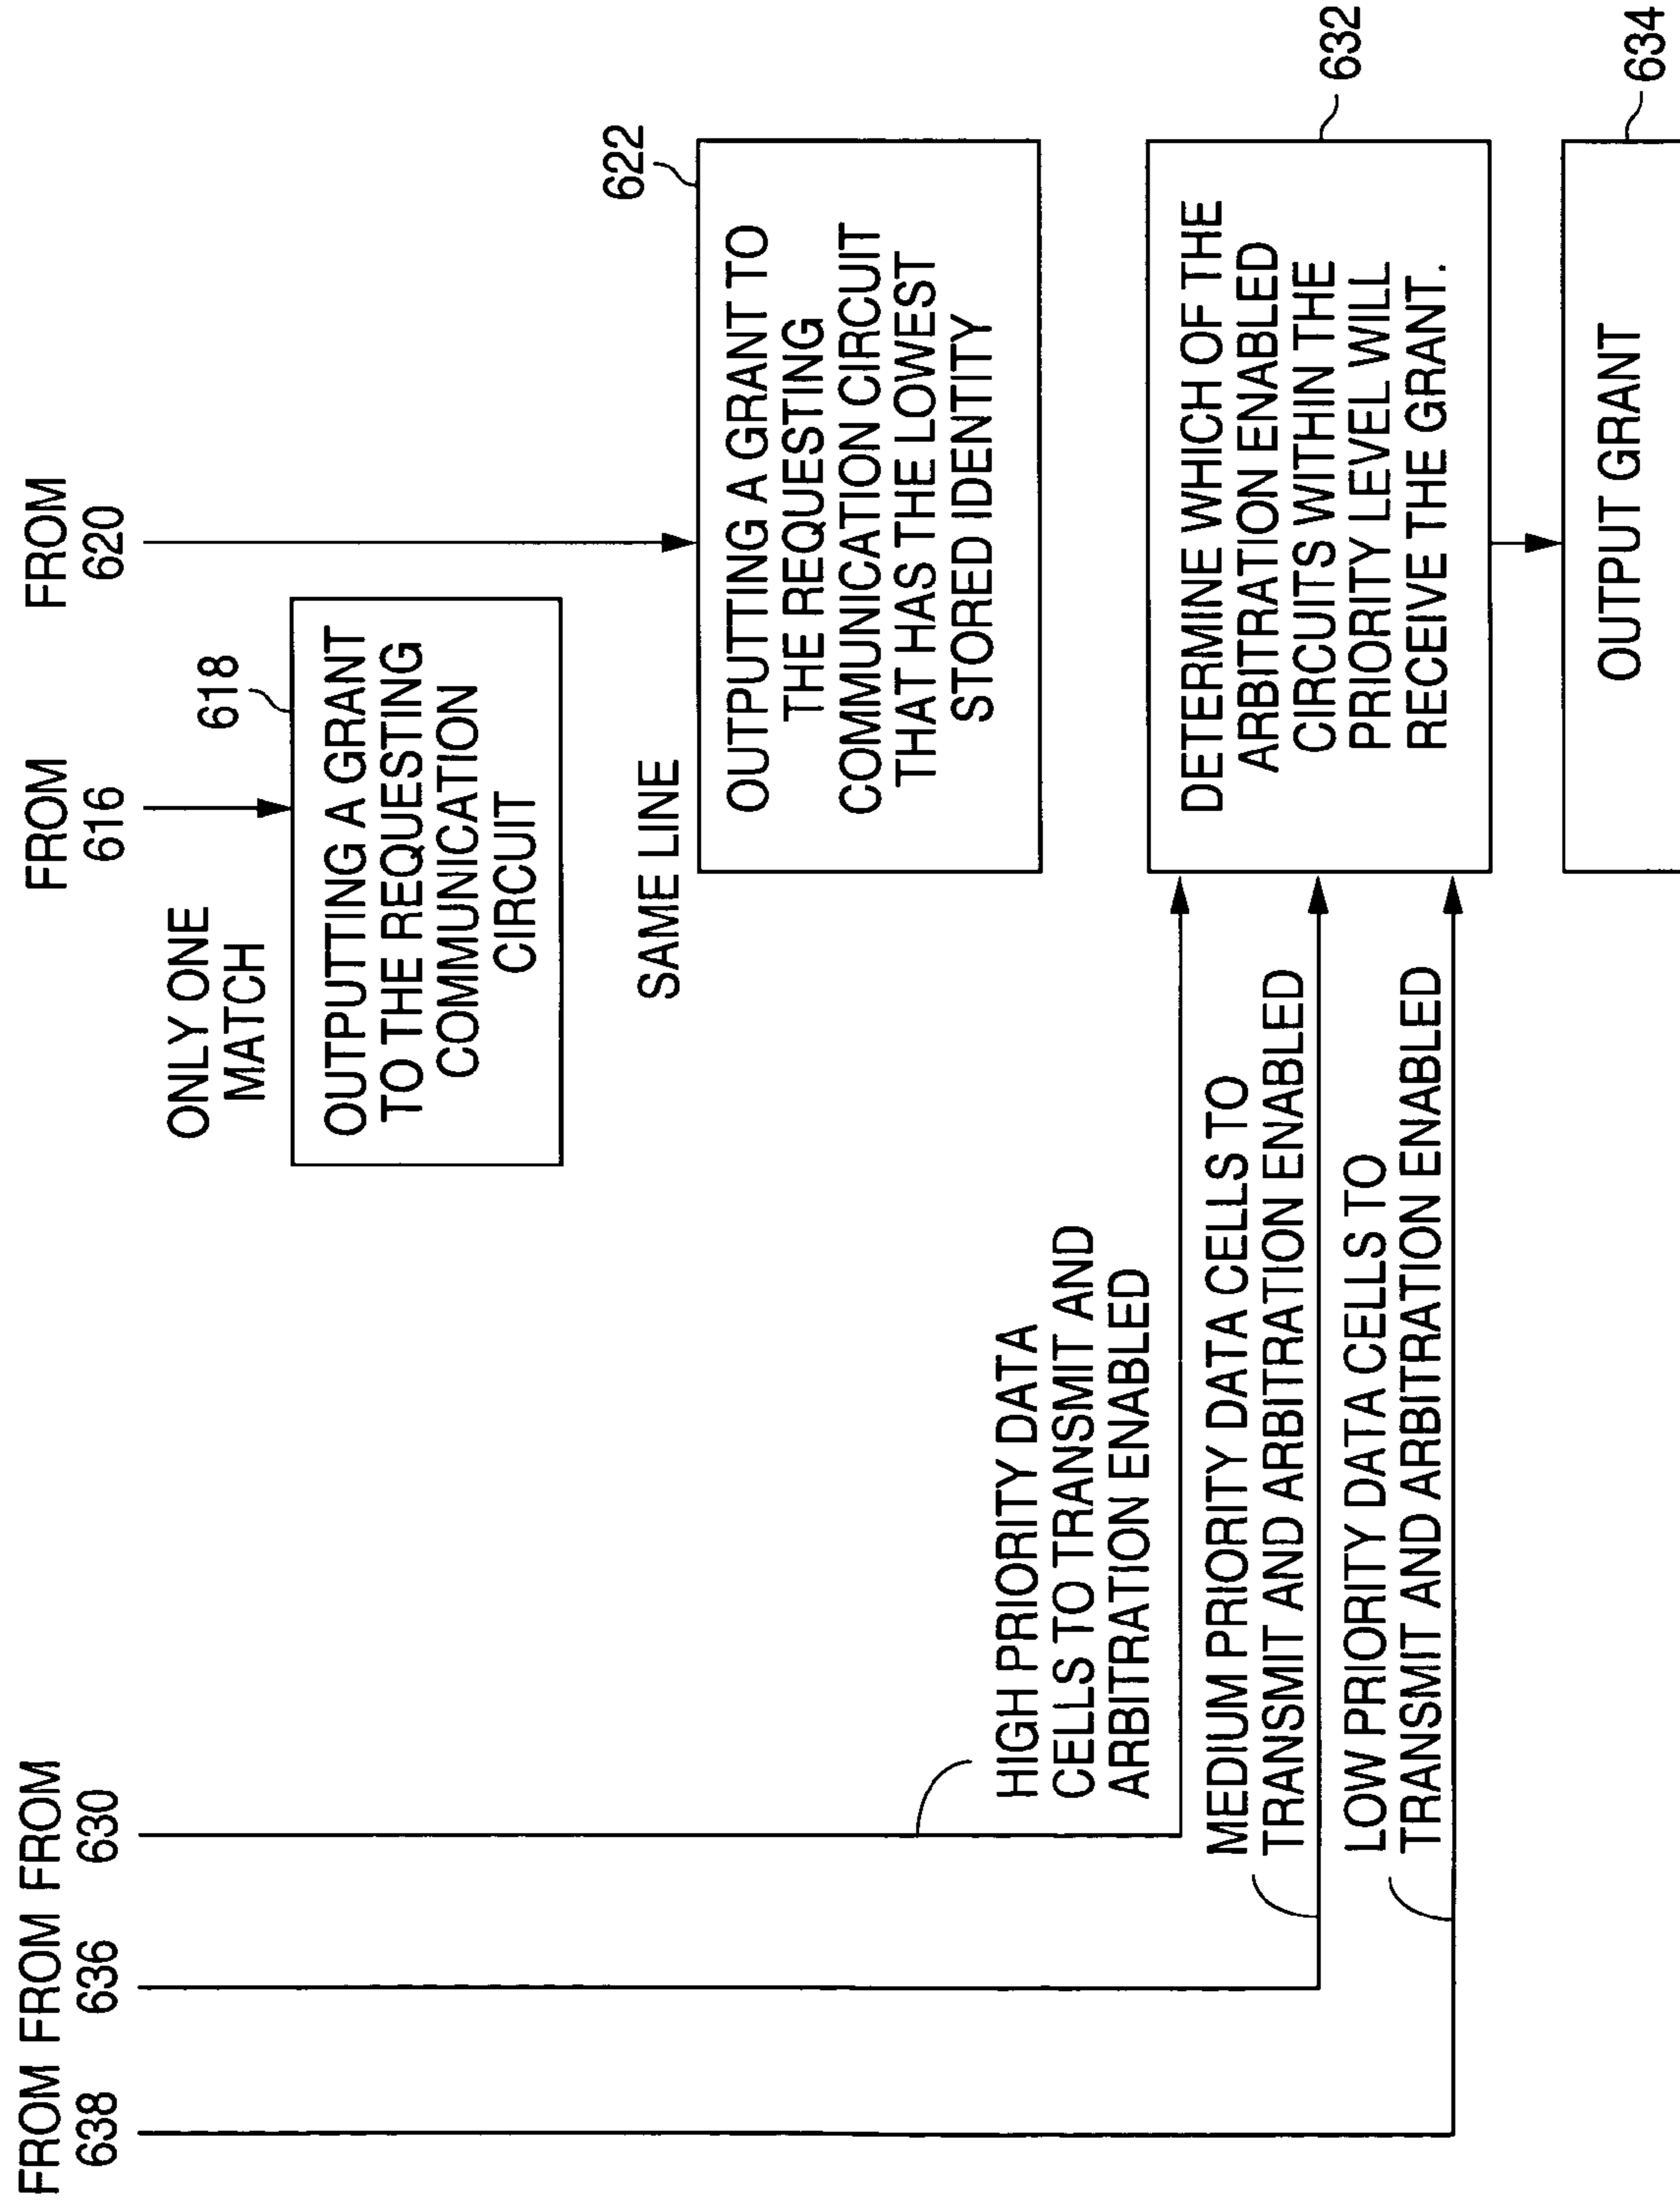 FROM FROM FROM
638 636 630
FROM
616
FROM
620
ONLY ONE
MATCH
618
OUTPUTTING A GRANT
TO THE REQUESTING
COMMUNICATION
CIRCUIT
SAME LINE
622
OUTPUTTING A GRANT TO
THE REQUESTING
COMMUNICATION CIRCUIT
THAT HAS THE LOWEST
STORED IDENTITY
HIGH PRIORITY DATA
CELLS TO TRANSMIT AND
ARBITRATION ENABLED
MEDIUM PRIORITY DATA CELLS TO
TRANSMIT AND ARBITRATION ENABLED
LOW PRIORITY DATA CELLS TO
TRANSMIT AND ARBITRATION ENABLED
DETERMINE WHICH OF THE
ARBITRATION ENABLED
CIRCUITS WITHIN THE
PRIORITY LEVEL WILL
RECEIVE THE GRANT.
632
OUTPUT GRANT
634